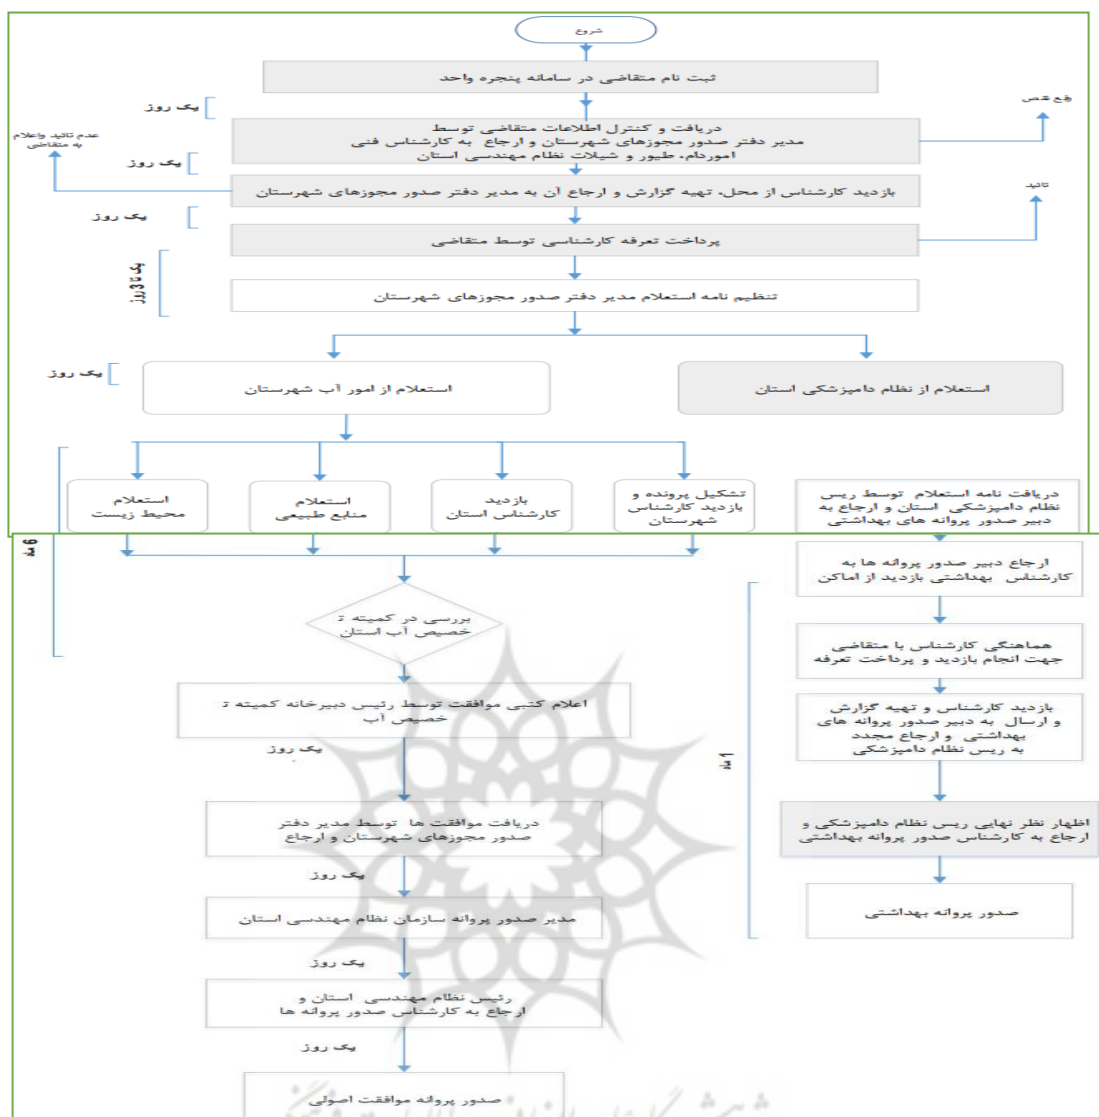 شروع
ثبت نام متقاضی در سامانه پنجره واحد
یک روز
رفع نقص
دریافت و کنترل اطلاعات متقاضی توسط
مدیر دفتر صدور مجوزهای شهرستان و ارجاع به کارشناس فنی
اموردام، طیور و شیلات نظام مهندسی استان
عدم تائید واعلام
به متقاضی
یک روز
بازدید کارشناس از محل، تهیه گزارش و ارجاع آن به مدیر دفتر صدور مجوزهای شهرستان
تائید
یک روز
پرداخت تعرفه کارشناسی توسط متقاضی
یک تا 3 روز
تنظیم نامه استعلام مدیر دفتر صدور مجوزهای شهرستان
یک روز
استعلام از نظام دامپزشکی استان
استعلام از امور آب شهرستان
دریافت نامه استعلام توسط ریس
نظام دامپزشکی استان و ارجاع به
دبیر صدور پروانه های بهداشتی
تشکیل پرونده و
بازدید کارشناس
شهرستان
بازدید
کارشناس استان
استعلام
منابع طبیعی
استعلام
محیط زیست
6 ماه
ارجاع دبیر صدور پروانه ها به
کارشناس بهداشتی بازدید از اماکن
بررسی در کمیته ت
خصیص آب استان
هماهنگی کارشناس با متقاضی
جهت انجام بازدید و پرداخت تعرفه
اعلام کتبی موافقت توسط رئیس دبیرخانه کمیته ت
خصیص آب
بازدید کارشناس و تهیه گزارش
و ارسال به دبیر صدور پروانه های
بهداشتی و ارجاع مجدد
به ریس نظام دامپزشکی
1 ماه
یک روز
دریافت موافقت ها توسط مدیر دفتر
صدور مجوزهای شهرستان و ارجاع
اظهار نظر نهایی ریس نظام دامپزشکی و
ارجاع به کارشناس صدور پروانه بهداشتی
یک روز
مدیر صدور پروانه سازمان نظام مهندسی استان
صدور پروانه بهداشتی
یک روز
رئیس نظام مهندسی استان و
ارجاع به کارشناس صدور پروانه ها
یک روز
صدور پروانه موافقت اصولی